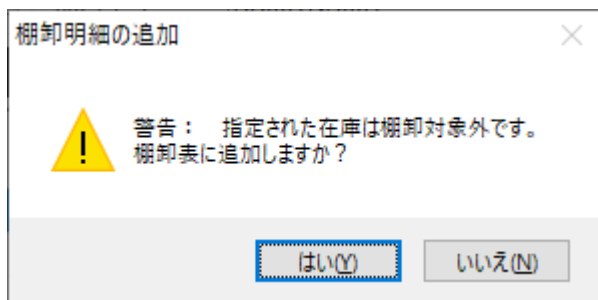 棚卸明細の追加
警告： 指定された在庫は棚卸対象外です。
棚卸表に追加しますか？
はい(Y)
いいえ(N)